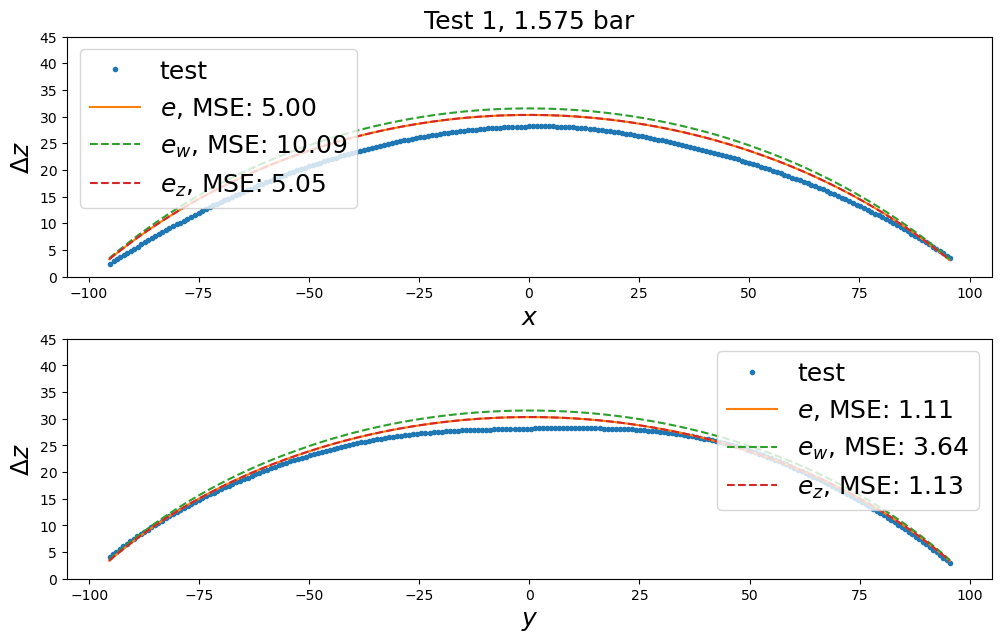 Test 1, 1.575 bar
45
40
35
30
25
20
15
10
5
0
Δz
test
e, MSE: 5.00
e_w, MSE: 10.09
e_z, MSE: 5.05
−100 −75 −50 −25 0 25 50 75 100
x
45
40
35
30
25
20
15
10
5
0
Δz
test
e, MSE: 1.11
e_w, MSE: 3.64
e_z, MSE: 1.13
−100 −75 −50 −25 0 25 50 75 100
y